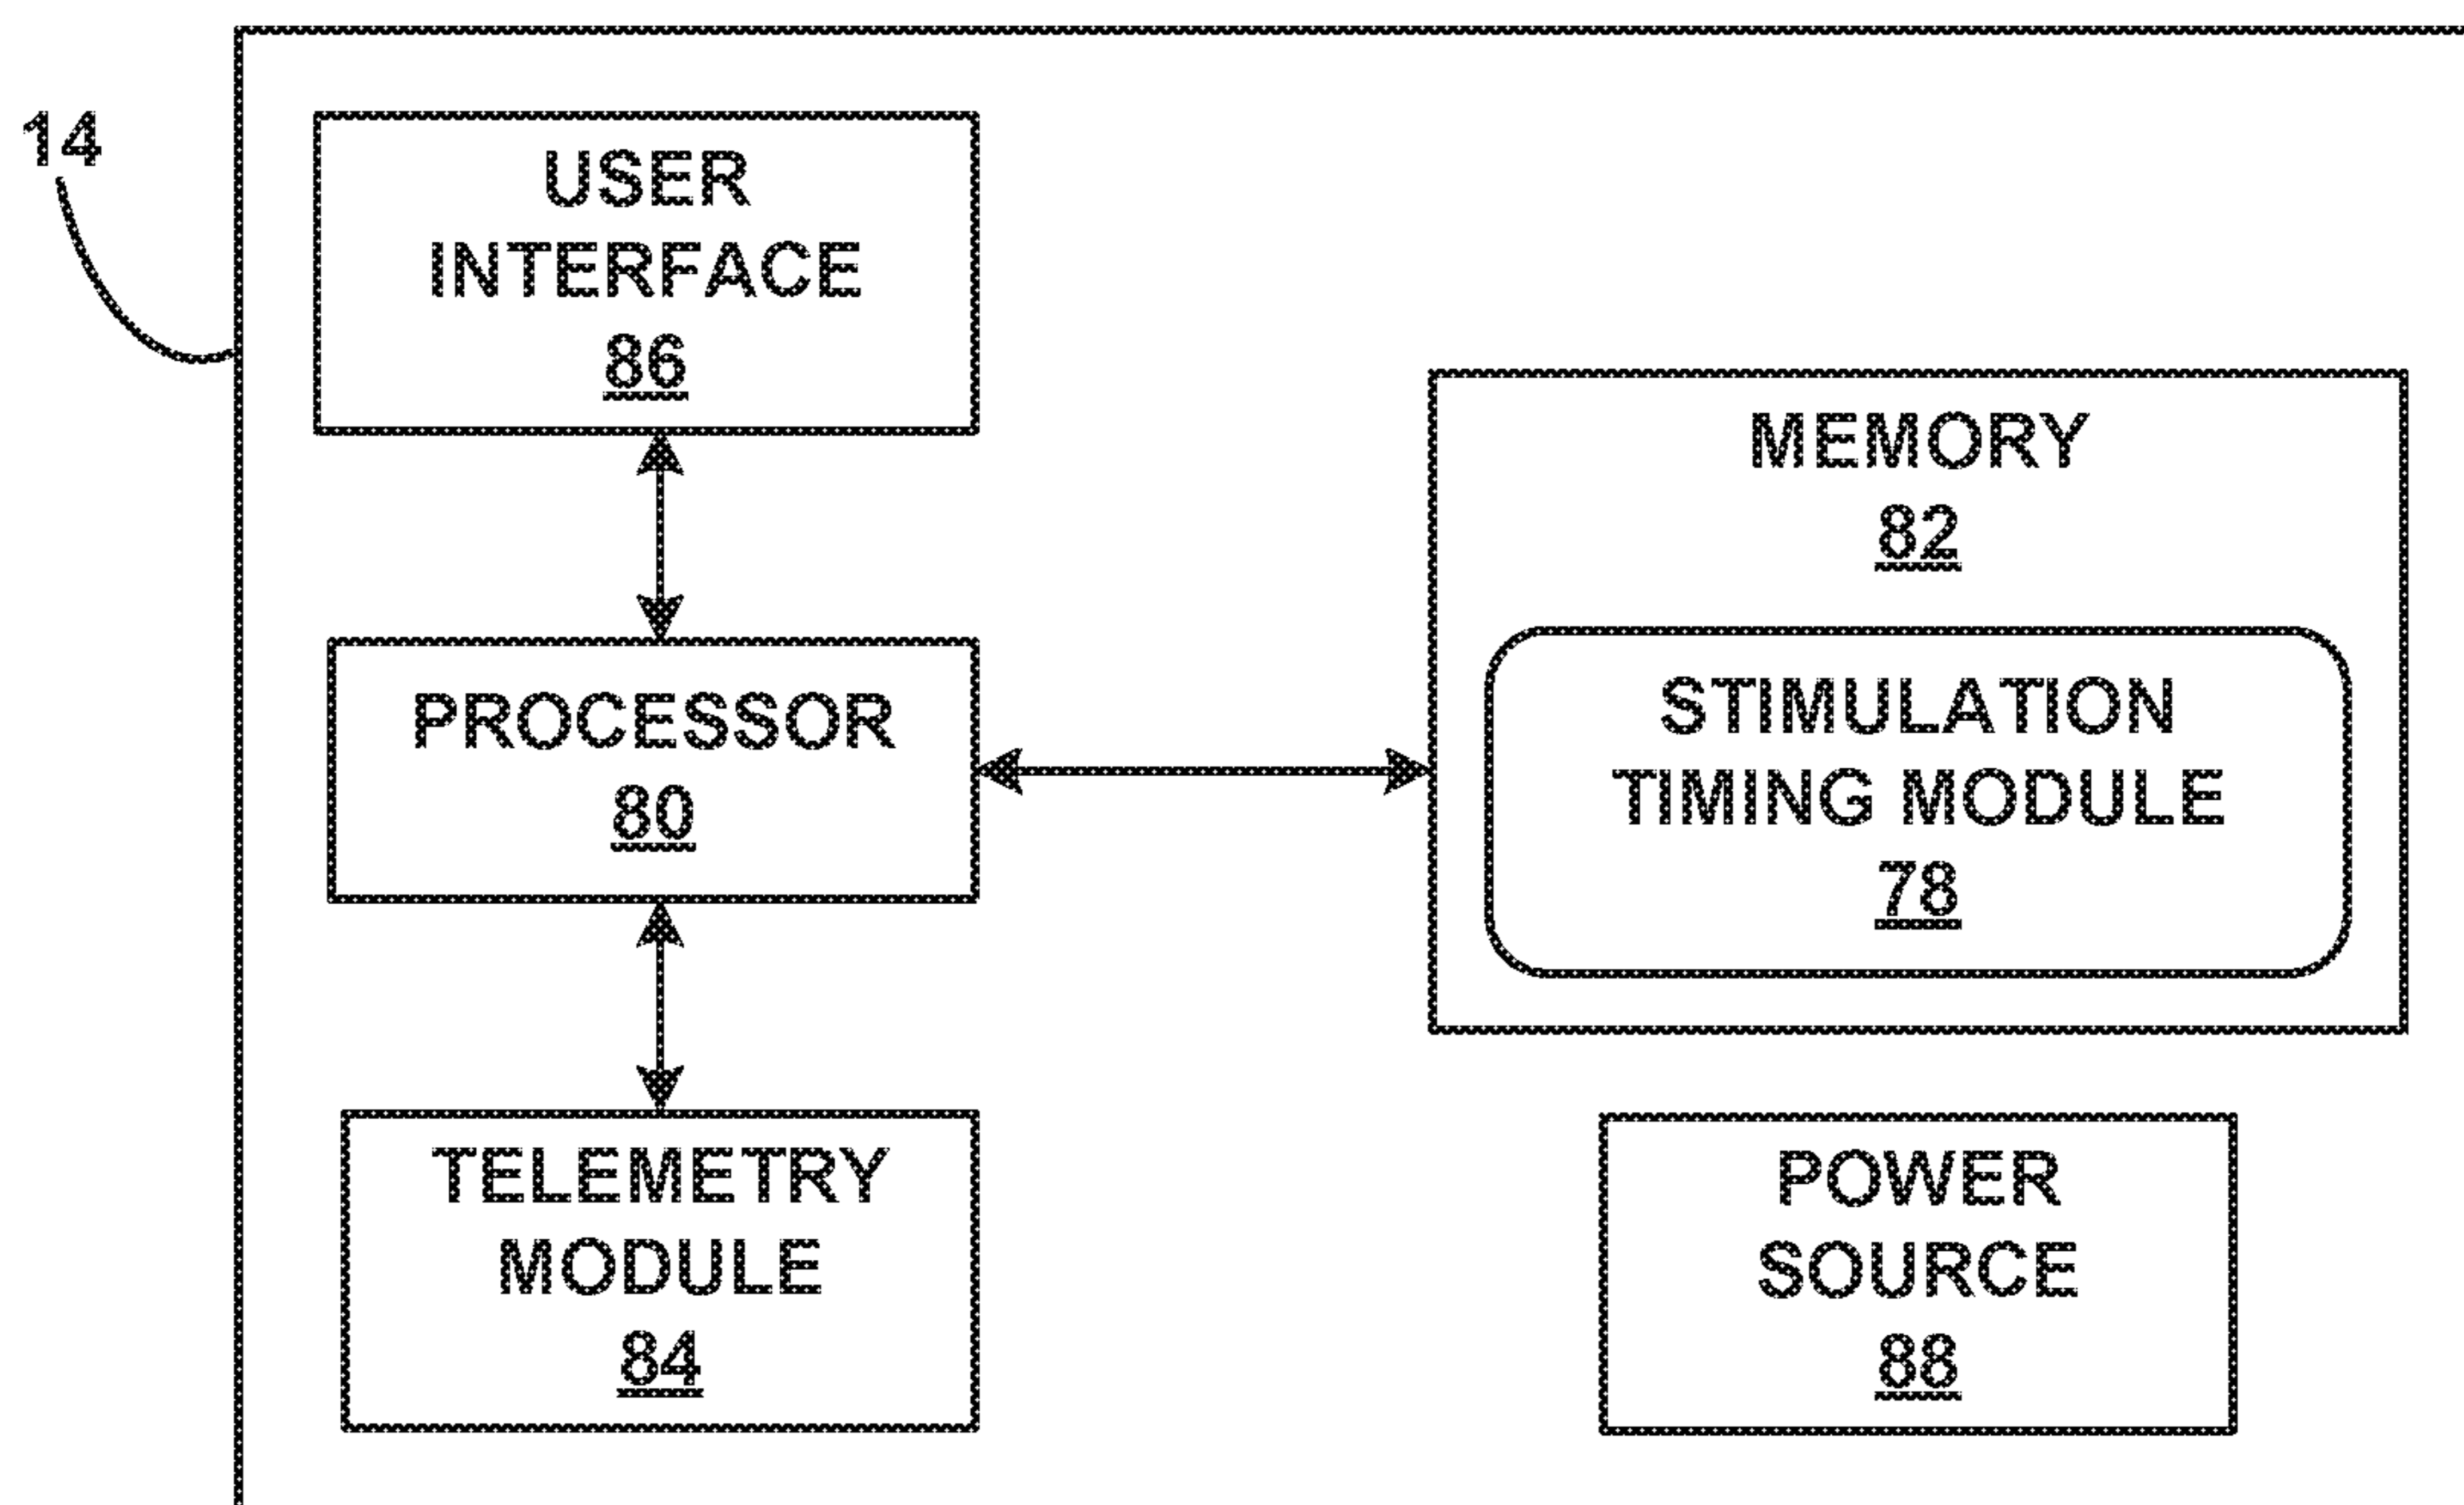 14
USER
INTERFACE
86
MEMORY
82
STIMULATION
TIMING MODULE
78
PROCESSOR
80
TELEMETRY
MODULE
84
POWER
SOURCE
88